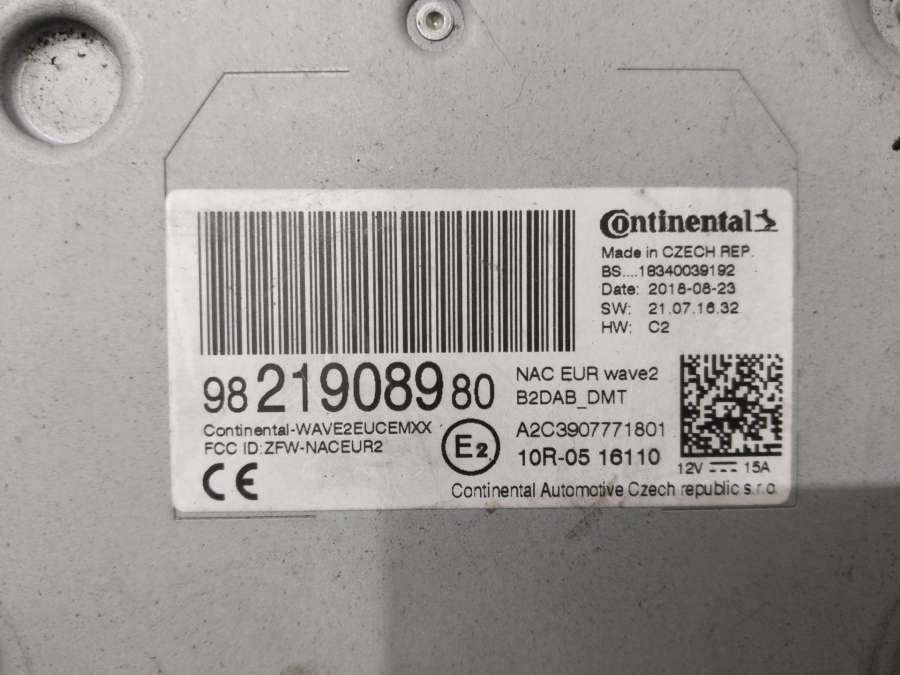 Continental
Made in CZECH REP.
BS....18340039192
Date: 2018-08-23
SW: 21.07.16.32
HW: C2
98 219089 80
NAC EUR wave2
B2DAB_DMT
Continental-WAVE2EUCEMXX
FCC ID:ZFW-NACEUR2
E2
A2C3907771801
10R-05 16110
12V 15A
CE
Continental Automotive Czech republic s.r.o.